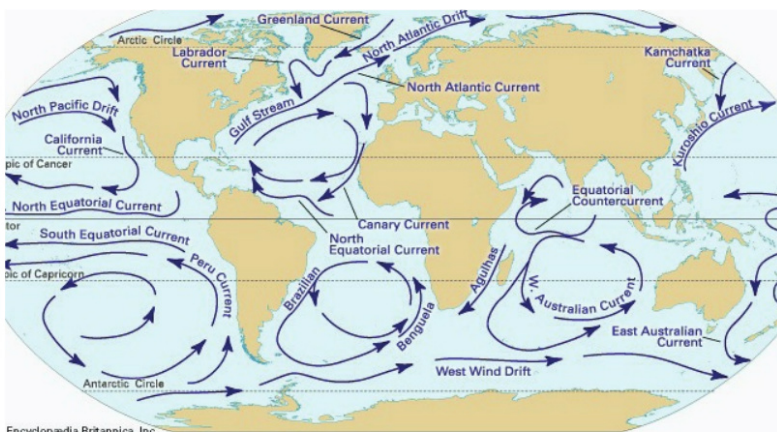 Greenland Current
Arctic Circle
North Atlantic Drift
Labrador
Current
Kamchatka
Current
North Atlantic Current
North Pacific Drift
Gulf Stream
Kuroshio Current
California
Current
pic of Cancer
Equatorial
Countercurrent
North Equatorial Current
Canary Current
tor
South Equatorial Current
North
Equatorial Current
pic of Capricorn
Peru Current
Brazilian
Benguela
Agulhas
W. Australian Current
East Australian
Current
West Wind Drift
Antarctic Circle
Encyclopædia Britannica, Inc.